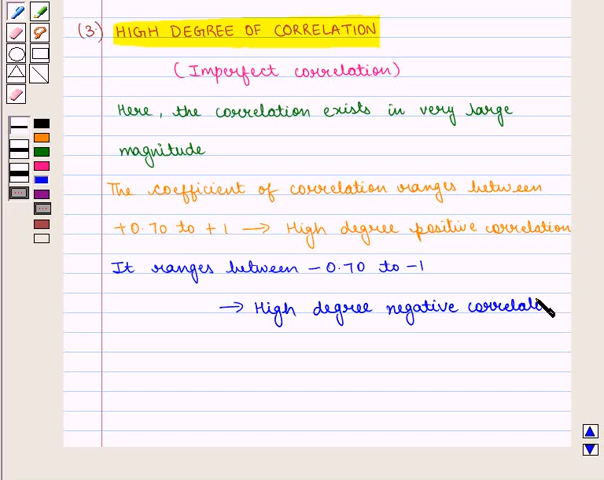 (3.) HIGH DEGREE OF CORRELATION
(Imperfect correlation)
Here, the correlation exists in very large
magnitude
The coefficient of correlation ranges between
+0.70 to +1 → High degree positive correlation
It ranges between -0.70 to -1
→ High degree negative correlati